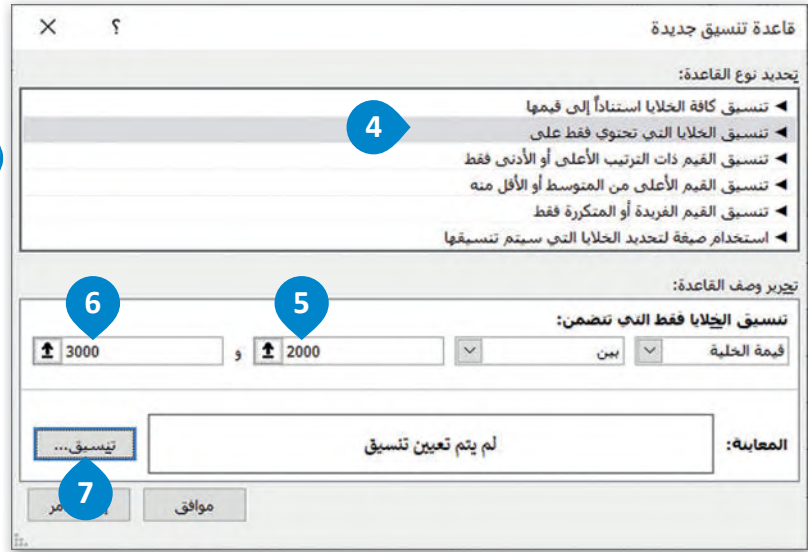 قاعدة تنسيق جديدة ؟ ×
تحديد نوع القاعدة:
◄ تنسيق كافة الخلايا استناداً إلى قيمها
◄ تنسيق الخلايا التي تحتوي فقط على 4
◄ تنسيق القيم ذات الترتيب الأعلى أو الأدنى فقط
◄ تنسيق القيم الأعلى من المتوسط أو الأقل منه
◄ تنسيق القيم الفريدة أو المتكررة فقط
◄ استخدام صيغة لتحديد الخلايا التي سيتم تنسيقها
تحرير وصف القاعدة:
5 6
تنسيق الخلايا فقط التي تتضمن:
قيمة الخلية بين 2000 و 3000
المعاينة: لم يتم تعيين تنسيق تنسيق...
7
موافق